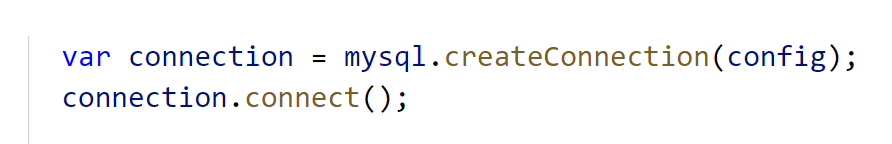 var connection = mysql.createConnection(config);
connection.connect();